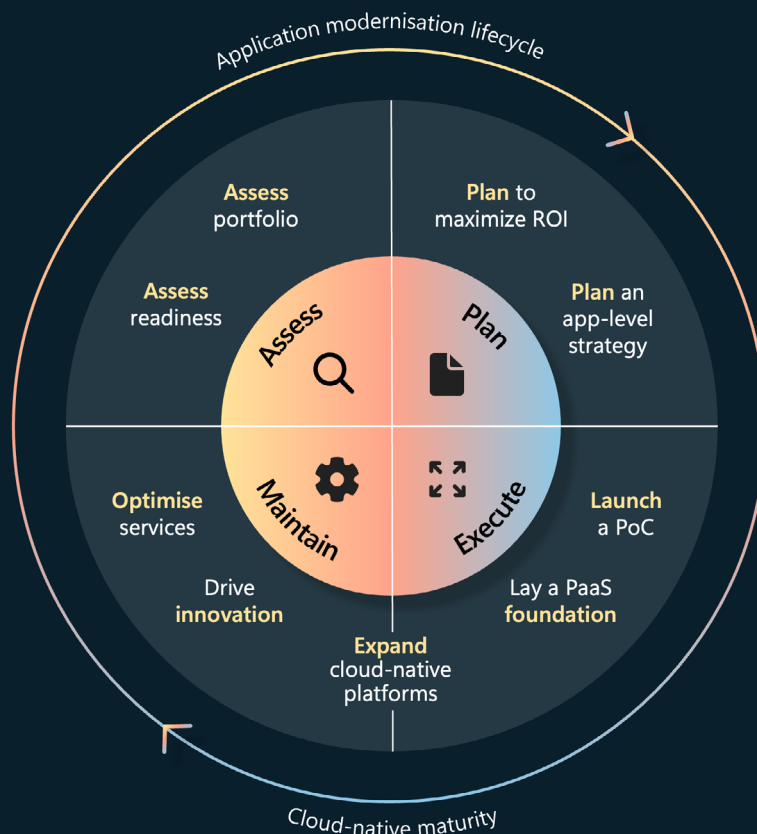 Application modernisation lifecycle
Assess
portfolio
Plan to
maximize ROI
Assess
readiness
Plan an
app-level
strategy
Assess
Plan
Maintain
Execute
Optimise
services
Launch
a PoC
Drive
innovation
Lay a PaaS
foundation
Expand
cloud-native
platforms
Cloud-native maturity